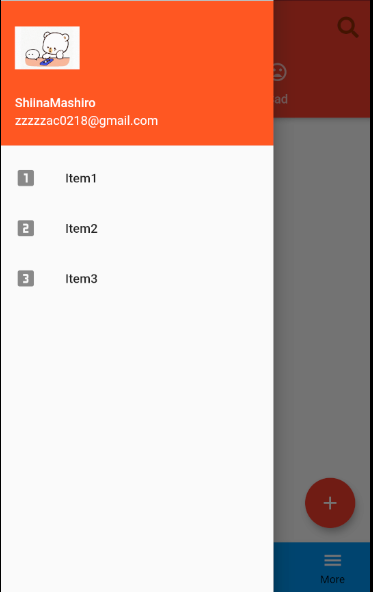 ShiinaMashiro
zzzzzac0218@gmail.com
1 Item1
2 Item2
3 Item3
More